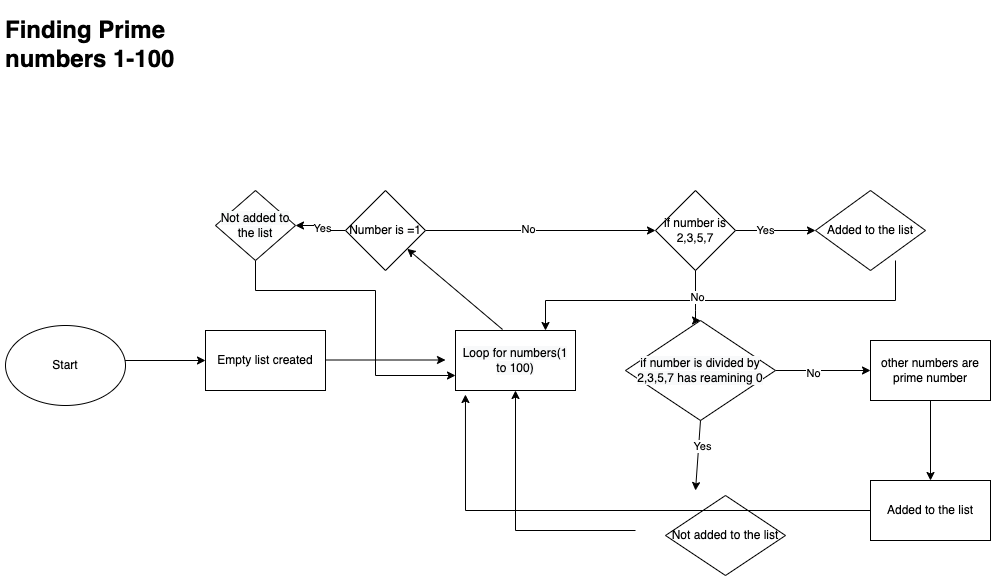 Finding Prime
numbers 1-100
Not added to
the list
Yes
Number is =1
No
if number is
2,3,5,7
Yes
Added to the list
No
Start
Empty list created
Loop for numbers(1
to 100)
if number is divided by
2,3,5,7 has reamining 0
No
other numbers are
prime number
Yes
Added to the list
Not added to the list